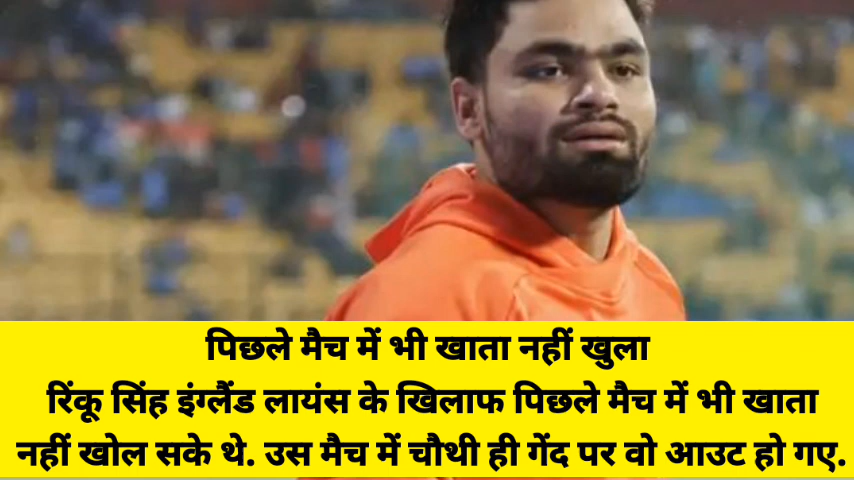 पिछले मैच में भी खाता नहीं खुला
रिंकू सिंह इंग्लैंड लायंस के खिलाफ पिछले मैच में भी खाता
नहीं खोल सके थे. उस मैच में चौथी ही गेंद पर वो आउट हो गए.